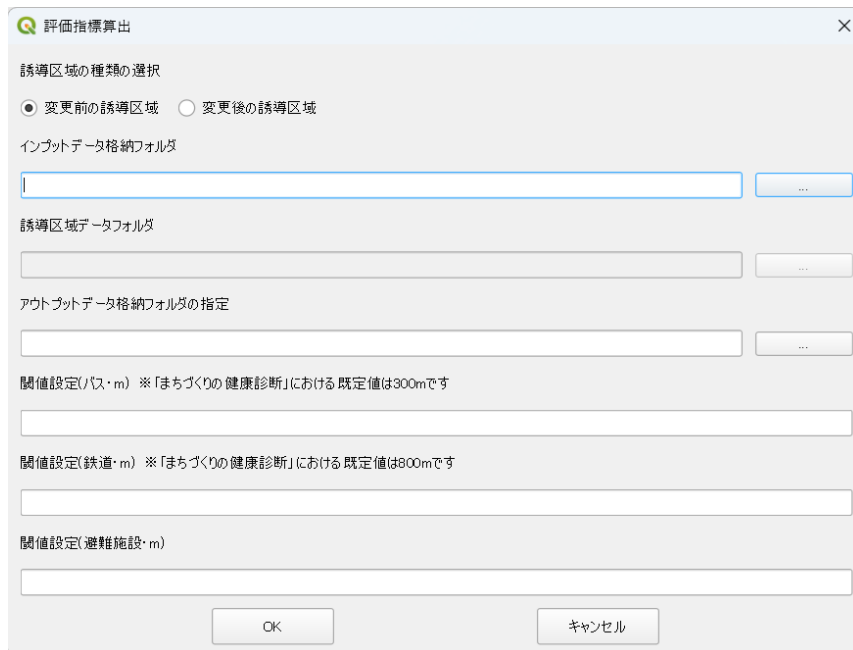 評価指標算出
誘導区域の種類の選択
変更前の誘導区域 変更後の誘導区域
インプットデータ格納フォルダ
...
誘導区域データフォルダ
...
アウトプットデータ格納フォルダの指定
...
閾値設定(バス・m) ※「まちづくりの健康診断」における既定値は300mです
閾値設定(鉄道・m) ※「まちづくりの健康診断」における既定値は800mです
閾値設定(避難施設・m)
OK キャンセル